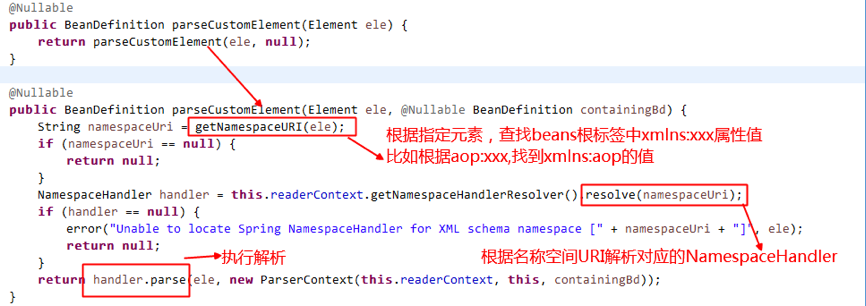 @Nullable
public BeanDefinition parseCustomElement(Element ele) {
return parseCustomElement(ele, null);
}
@Nullable
public BeanDefinition parseCustomElement(Element ele, @Nullable BeanDefinition containingBd) {
String namespaceUri = getNamespaceURI(ele);
根据指定元素，查找beans根标签中xmlns:xxx属性值
if (namespaceUri == null) {
比如根据aop:xxx,找到xmlns:aop的值
return null;
}
NamespaceHandler handler = this.readerContext.getNamespaceHandlerResolver().resolve(namespaceUri);
if (handler == null) {
error("Unable to locate Spring NamespaceHandler for XML schema namespace [" + namespaceUri + "]", ele);
return null;
}
执行解析
根据名称空间URI解析对应的NamespaceHandler
return handler.parse(ele, new ParserContext(this.readerContext, this, containingBd));
}